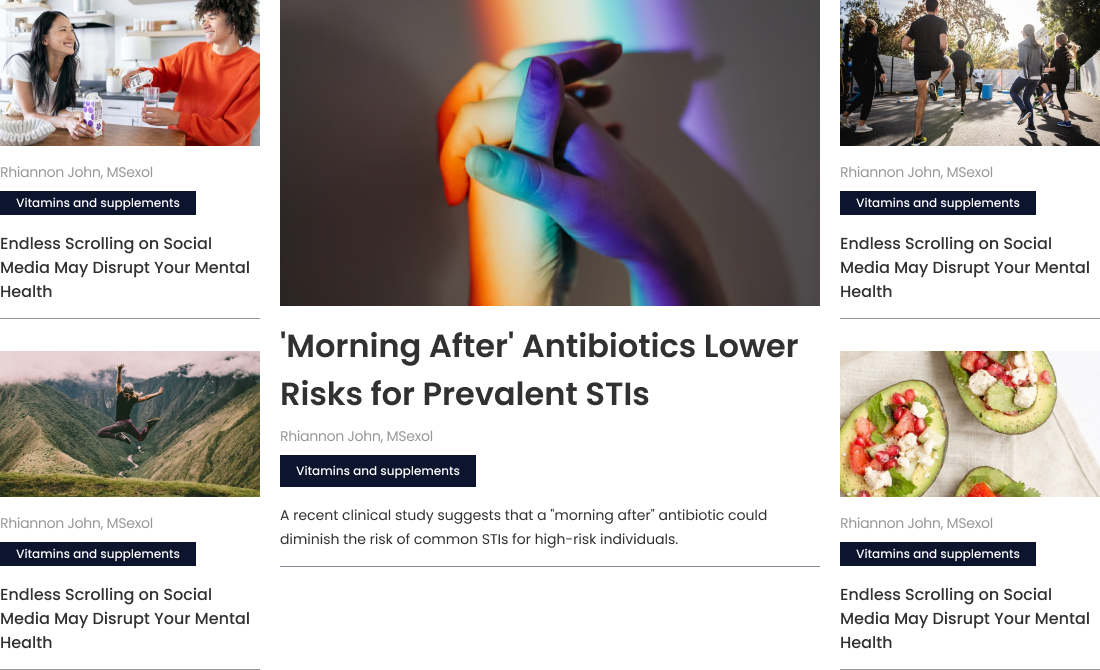 Rhiannon John, MSexol
Vitamins and supplements
Endless Scrolling on Social
Media May Disrupt Your Mental
Health
Rhiannon John, MSexol
Vitamins and supplements
Endless Scrolling on Social
Media May Disrupt Your Mental
Health
'Morning After' Antibiotics Lower
Risks for Prevalent STIs
Rhiannon John, MSexol
Vitamins and supplements
A recent clinical study suggests that a "morning after" antibiotic could
diminish the risk of common STIs for high-risk individuals.
Rhiannon John, MSexol
Vitamins and supplements
Endless Scrolling on Social
Media May Disrupt Your Mental
Health
Rhiannon John, MSexol
Vitamins and supplements
Endless Scrolling on Social
Media May Disrupt Your Mental
Health